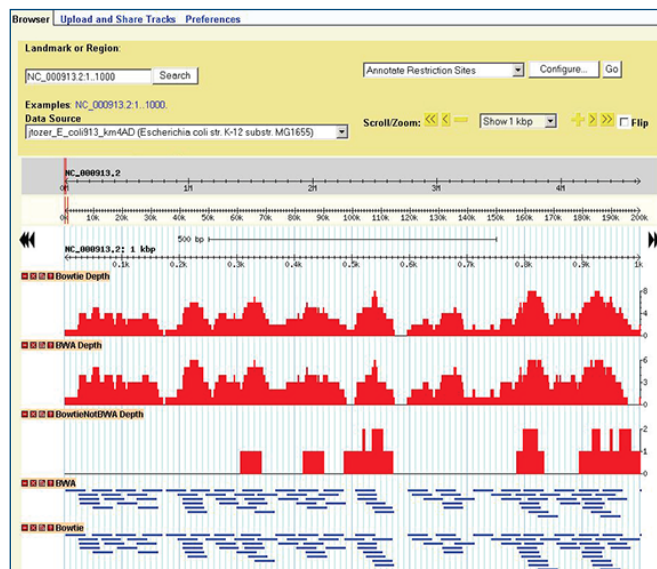 Browser Upload and Share Tracks Preferences
Landmark or Region:
NC_000913.2:1..1000 Search
Annotate Restriction Sites Configure... Go
Examples: NC_000913.2:1..1000.
Data Source
jtozer_E_coli913_km4AD (Escherichia coli str. K-12 substr. MG1655)
Scroll/Zoom: Show 1 kbp Flip
NC_000913.2
0M 1M 2M 3M 4M
0k 10k 20k 30k 40k 50k 60k 70k 80k 90k 100k 110k 120k 130k 140k 150k 160k 170k 180k 190k 200k
500 bp
NC_000913.2: 1 kbp
0.1k 0.2k 0.3k 0.4k 0.5k 0.6k 0.7k 0.8k 0.9k 1k
Bowtie Depth
8
4
0
BWA Depth
6
3
0
BowtieNotBWA Depth
2
1
0
BWA
Bowtie